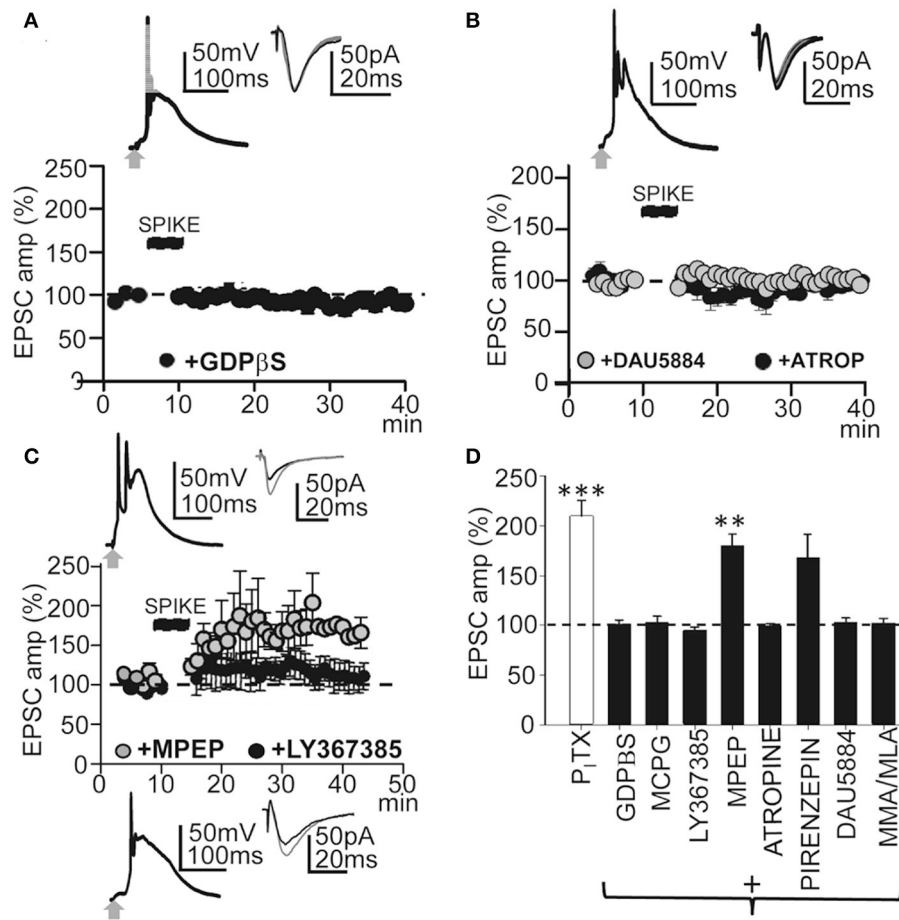 A
50mV
100ms
50pA
20ms
EPSC amp (%)
250
200
150
100
50
0
SPIKE
+GDPβS
0 10 20 30 40
min
B
50mV
100ms
50pA
20ms
EPSC amp (%)
200
150
100
50
0
SPIKE
+DAU5884 +ATROP
0 10 20 30 40
min
C
50mV
100ms
50pA
20ms
EPSC amp (%)
250
200
150
100
50
0
SPIKE
+MPEP +LY367385
0 10 20 30 40 50
min
50mV
100ms
50pA
20ms
D
EPSC amp (%)
250
200
150
100
50
0
***
**
PITX
GDPBS
MCPG
LY367385
MPEP
ATROPINE
PIRENZEPIN
DAU5884
MMA/MLA
+